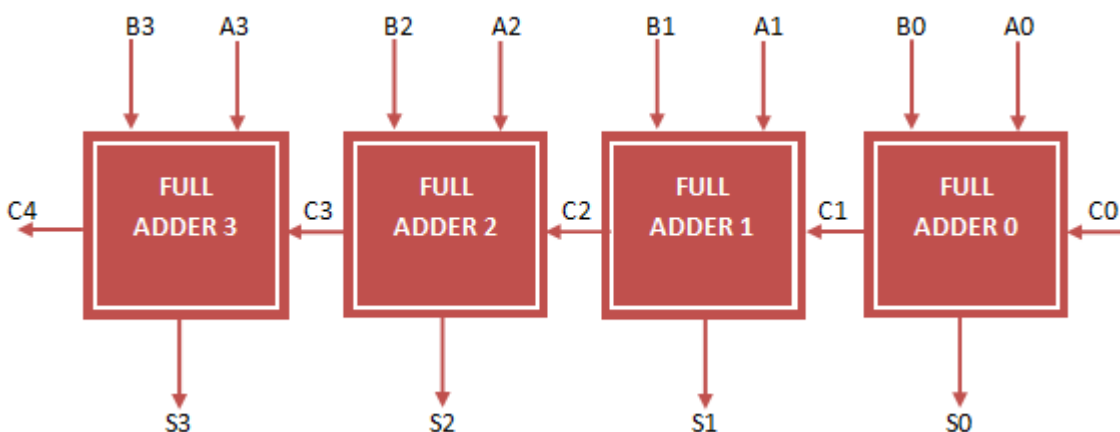 B3 A3 B2 A2 B1 A1 B0 A0
FULL FULL FULL FULL
C4 ADDER 3 C3 ADDER 2 C2 ADDER 1 C1 ADDER 0 C0
S3 S2 S1 S0